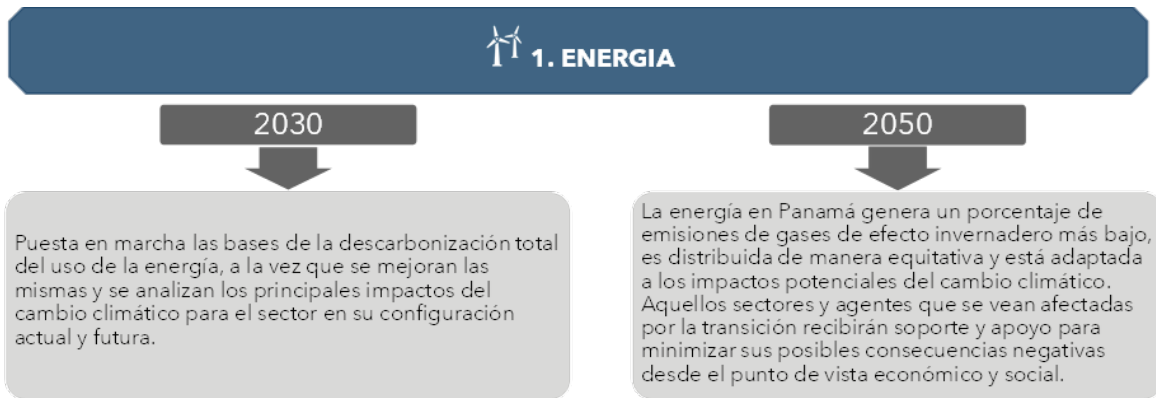 1. ENERGIA
2030
Puesta en marcha las bases de la descarbonización total
del uso de la energía, a la vez que se mejoran las
mismas y se analizan los principales impactos del
cambio climático para el sector en su configuración
actual y futura.
2050
La energía en Panamá genera un porcentaje de
emisiones de gases de efecto invernadero más bajo,
es distribuida de manera equitativa y está adaptada
a los impactos potenciales del cambio climático.
Aquellos sectores y agentes que se vean afectadas
por la transición recibirán soporte y apoyo para
minimizar sus posibles consecuencias negativas
desde el punto de vista económico y social.